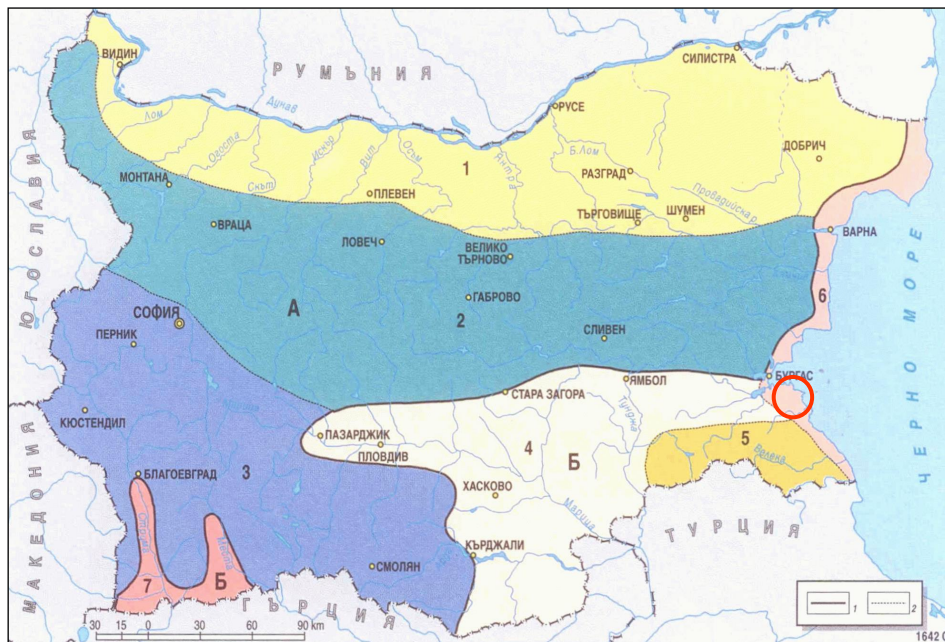 ВИДИН
РУМЪНИЯ
СИЛИСТРА
Дунав
РУСЕ
Лом
Огоста
Искър
Вит
Осъм
Янтра
Б. Лом
ДОБРИЧ
1
РАЗГРАД
МОНТАНА
Скът
ПЛЕВЕН
Провадийска р.
ТЪРГОВИЩЕ
ШУМЕН
ВРАЦА
ЛОВЕЧ
ВЕЛИКО
ТЪРНОВО
ВАРНА
ЮГОСЛАВИЯ
А
ГАБРОВО
6
СОФИЯ
2
ПЕРНИК
СЛИВЕН
ЧЕРНО МОРЕ
БУРГАС
ЯМБОЛ
СТАРА ЗАГОРА
Тунджа
КЮСТЕНДИЛ
ПАЗАРДЖИК
ПЛОВДИВ
4
Б
5
Велека
3
БЛАГОЕВГРАД
ХАСКОВО
Марица
МАКЕДОНИЯ
Струма
Места
ТУРЦИЯ
КЪРДЖАЛИ
СМОЛЯН
7
Б
ГЪРЦИЯ
30 15 0 30 60 90 km
1 2
1642